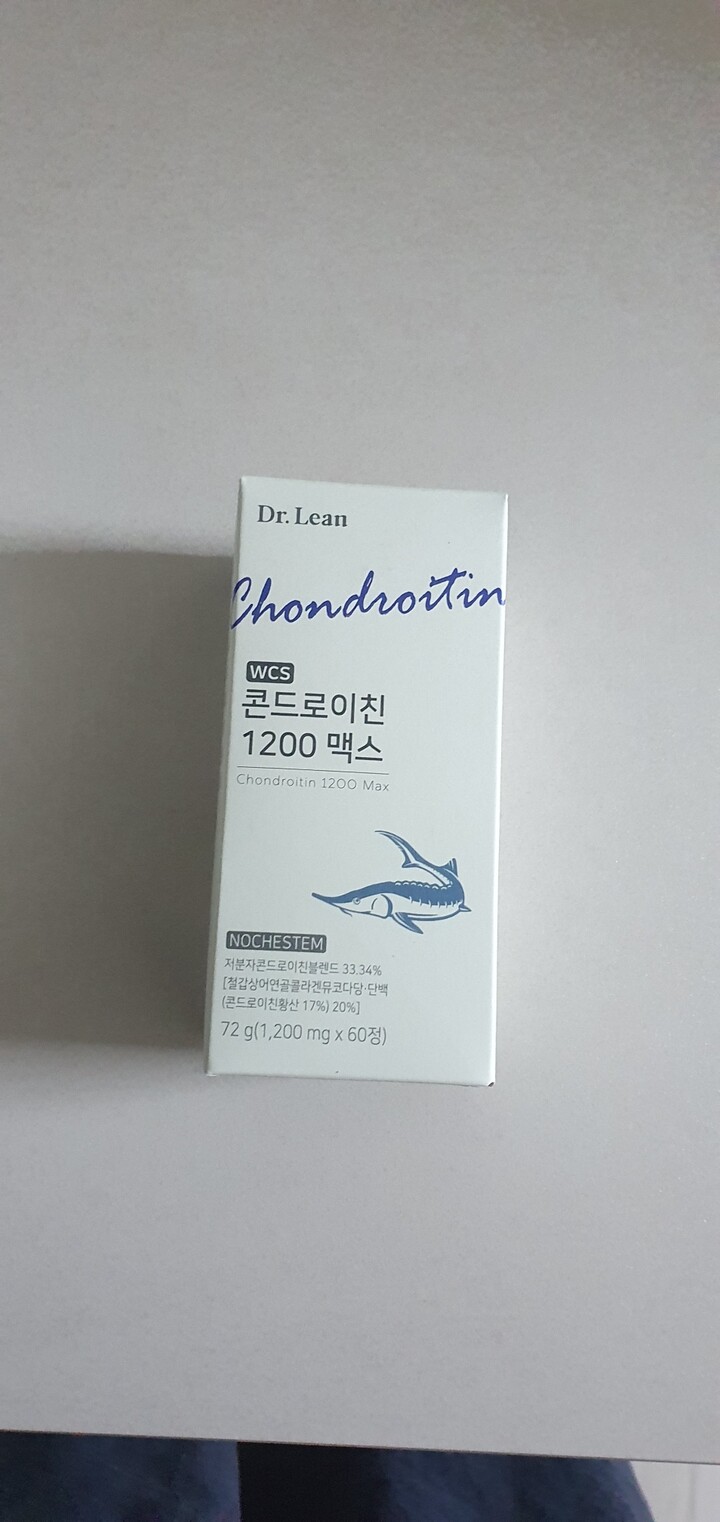 Dr. Lean
Chondroitin
WCS
콘드로이친
1200 맥스
Chondroitin 1200 Max
NOCHESTEM
저분자콘드로이친블렌드 33.34%
[철갑상어연골콜라겐뮤코다당·단백
(콘드로이친황산 17%) 20%]
72 g(1,200 mg x 60정)